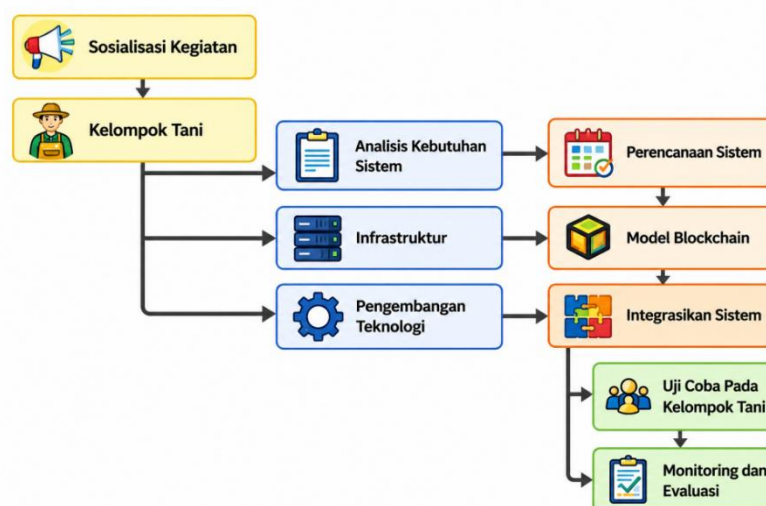 Sosialisasi Kegiatan
Kelompok Tani
Analisis Kebutuhan
Sistem
Perencanaan Sistem
Infrastruktur
Model Blockchain
Pengembangan
Teknologi
Integrasikan Sistem
Uji Coba Pada
Kelompok Tani
Monitoring dan
Evaluasi